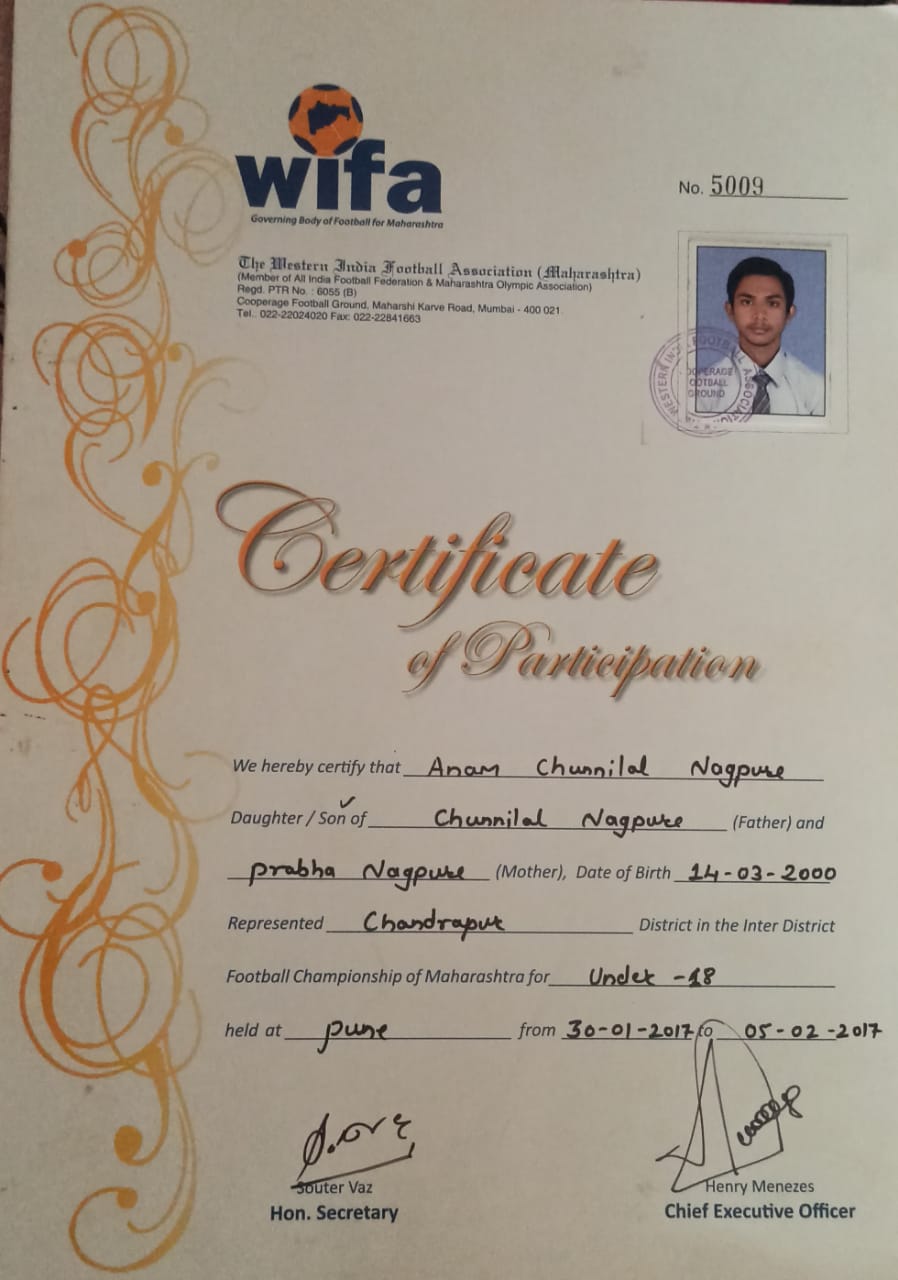 wifa
Governing Body of Football for Maharashtra
No. 5009
The Western India Football Association (Maharashtra)
(Member of All India Football Federation & Maharashtra Olympic Association)
Regd. PTR No. : 6055 (B)
Cooperage Football Ground, Maharshi Karve Road, Mumbai - 400 021.
Tel.: 022-22024020 Fax: 022-22841663
WESTERN INDIA FOOTBALL ASSOCIATION
COOPERAGE
FOOTBALL
GROUND
Certificate
of Participation
We hereby certify that Anam Chunnilal Nagpure
Daughter / Son of Chunnilal Nagpure (Father) and
Prabha Nagpure (Mother), Date of Birth 14-03-2000
Represented Chandrapur District in the Inter District
Football Championship of Maharashtra for Under -18
held at Pune from 30-01-2017 to 05-02-2017
Souter Vaz
Hon. Secretary
Henry Menezes
Chief Executive Officer